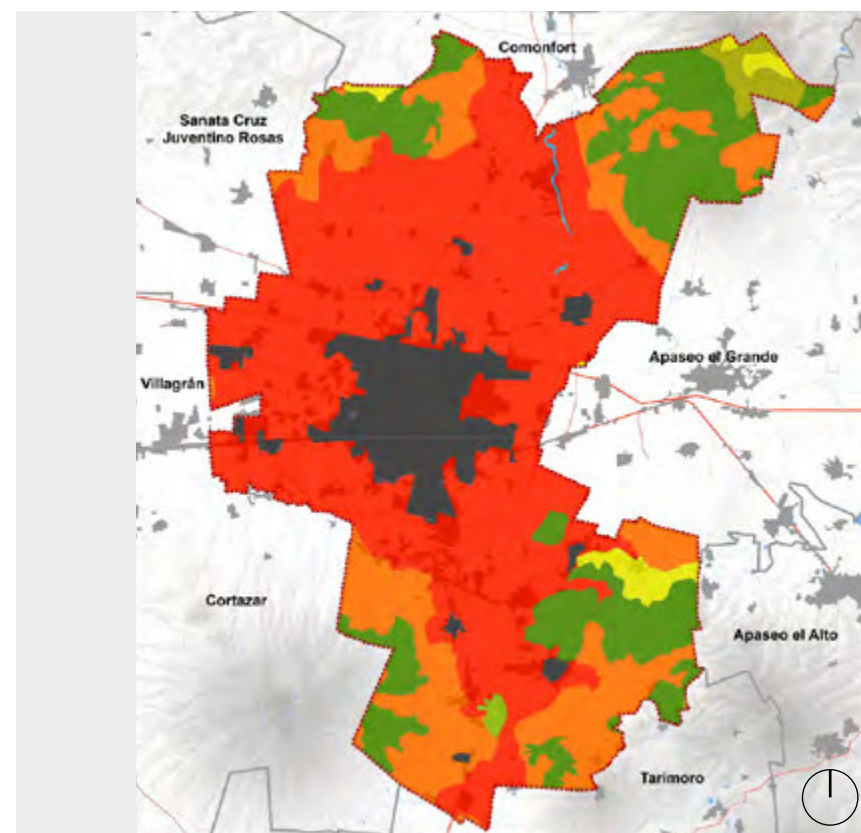 Comonfort
Sanata Cruz
Juventino Rosas
Apaseo el Grande
Villagrán
Cortazar
Apaseo el Alto
Tarimoro